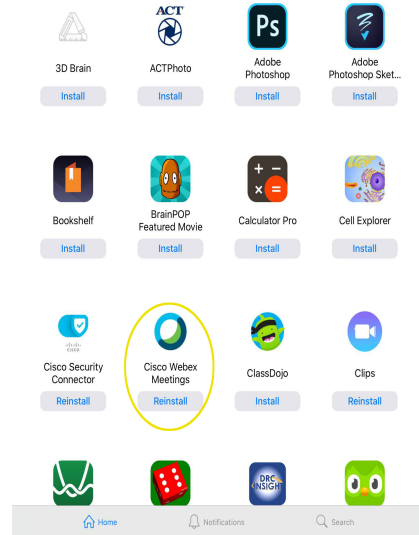 ACT
Ps
3D Brain
ACTPhoto
Adobe
Photoshop
Adobe
Photoshop Sket...
Install
Install
Install
Install
Bookshelf
BrainPOP
Featured Movie
Calculator Pro
Cell Explorer
Install
Install
Install
Install
cisco
Cisco Security
Connector
Cisco Webex
Meetings
ClassDojo
Clips
Reinstall
Reinstall
Install
Reinstall
DRC
INSIGHT
Home
Notifications
Search